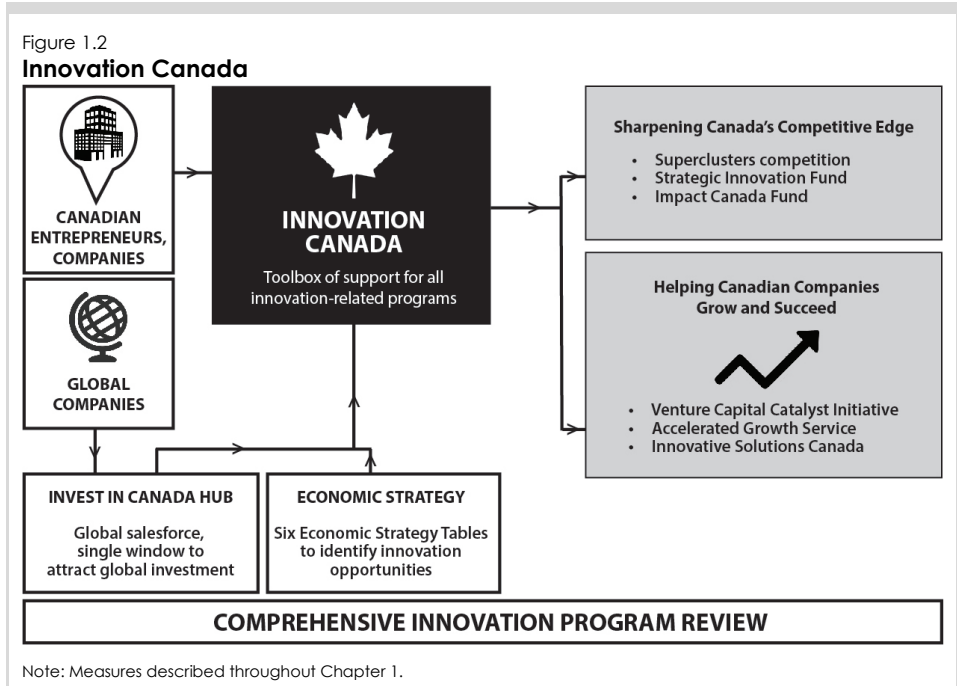 Figure 1.2
Innovation Canada
CANADIAN
ENTREPRENEURS,
COMPANIES
GLOBAL
COMPANIES
INNOVATION
CANADA
Toolbox of support for all
innovation-related programs
Sharpening Canada’s Competitive Edge
• Superclusters competition
• Strategic Innovation Fund
• Impact Canada Fund
Helping Canadian Companies
Grow and Succeed
• Venture Capital Catalyst Initiative
• Accelerated Growth Service
• Innovative Solutions Canada
INVEST IN CANADA HUB
Global salesforce,
single window to
attract global investment
ECONOMIC STRATEGY
Six Economic Strategy Tables
to identify innovation
opportunities
COMPREHENSIVE INNOVATION PROGRAM REVIEW
Note: Measures described throughout Chapter 1.